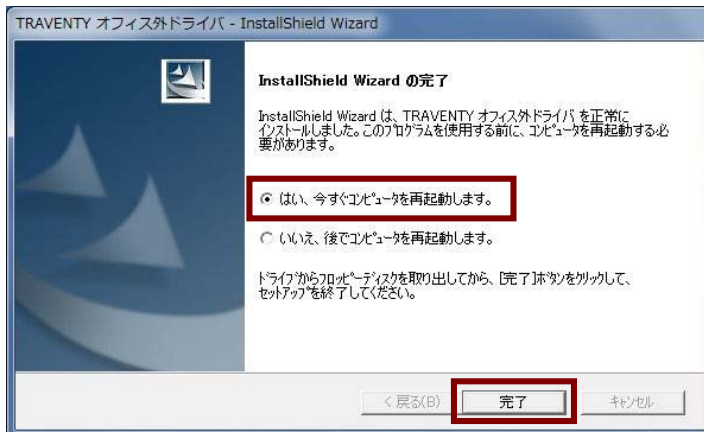 TRAVENTY オフィス外ドライバ - InstallShield Wizard
InstallShield Wizard の完了
InstallShield Wizard は、TRAVENTY オフィス外ドライバ を正常に
インストールしました。このプログラムを使用する前に、コンピュータを再起動する必
要があります。
はい、今すぐコンピュータを再起動します。
いいえ、後でコンピュータを再起動します。
ドライブからフロッピーディスクを取り出してから、[完了]ボタンをクリックして、
セットアップを終了してください。
< 戻る(B)
完了
キャンセル